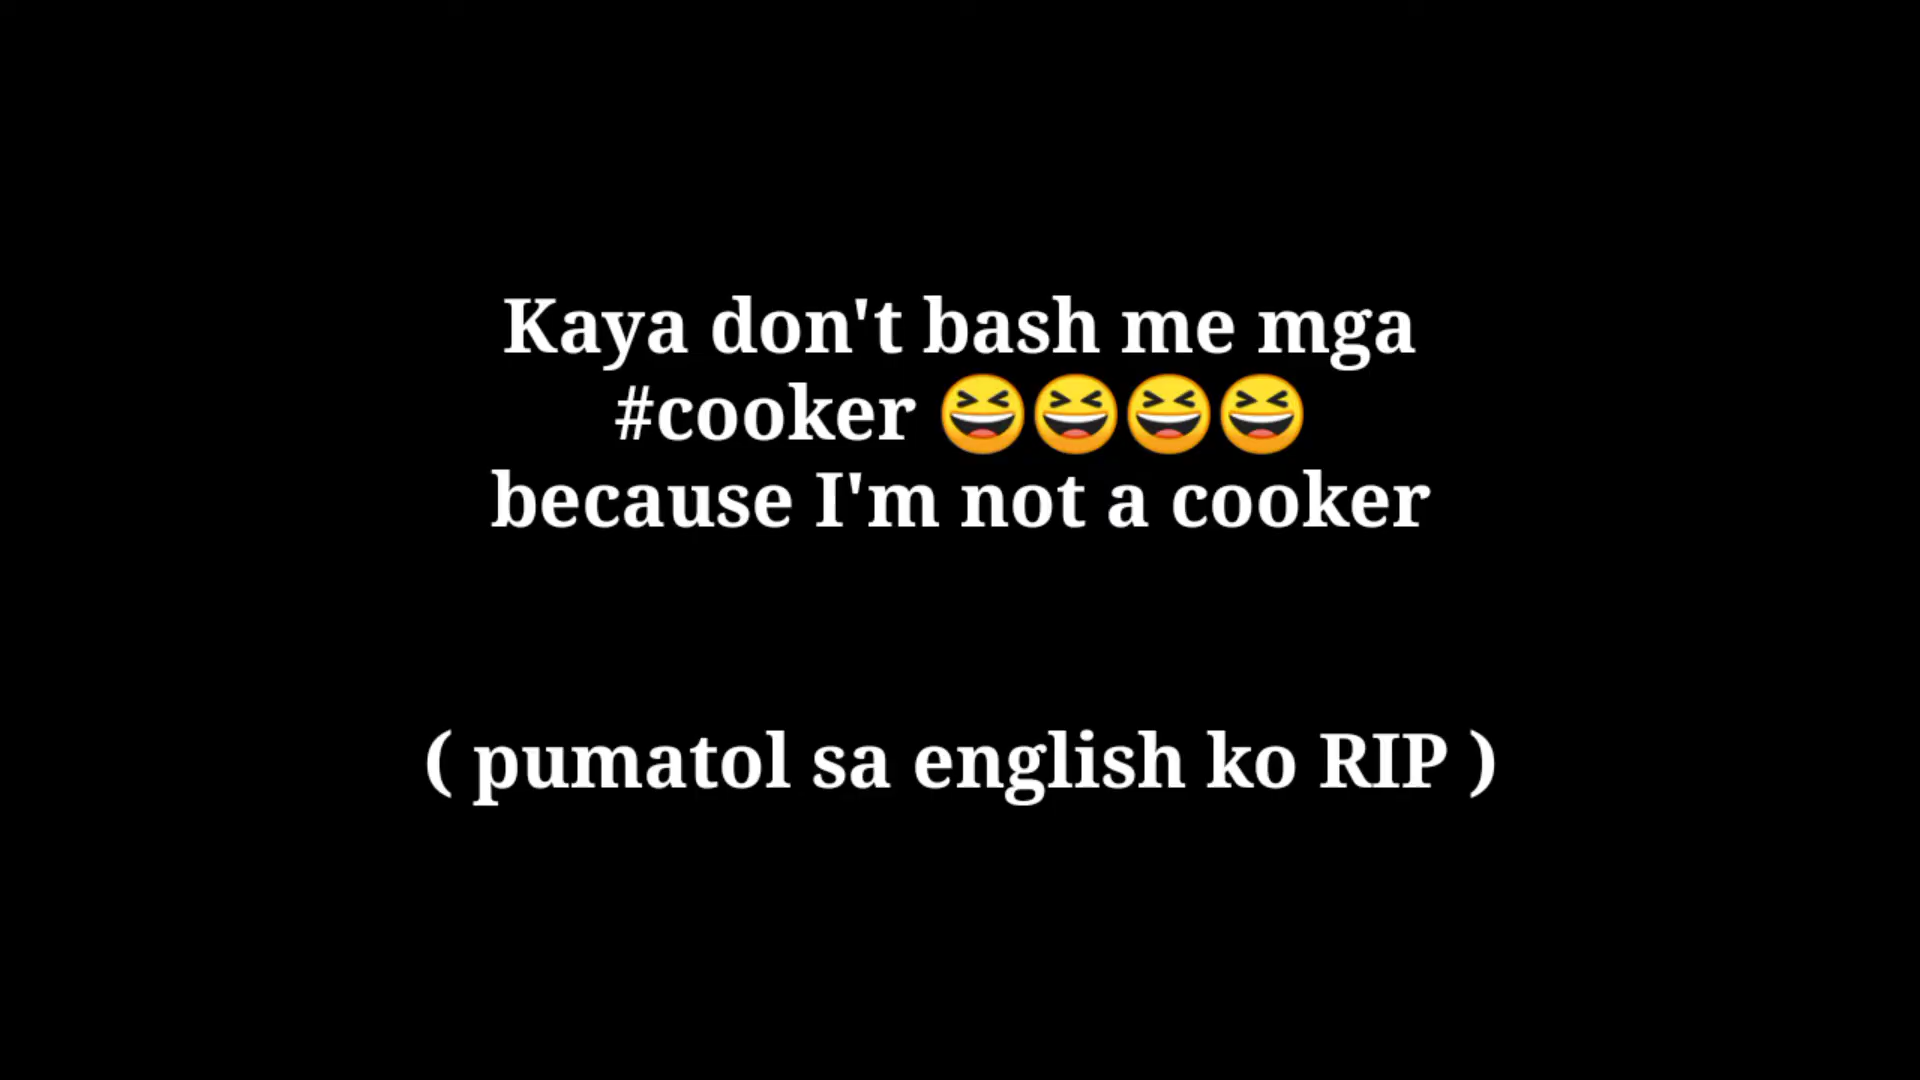 Kaya don't bash me mga
#cooker 😆😆😆😆
because I'm not a cooker
( pumatol sa english ko RIP )